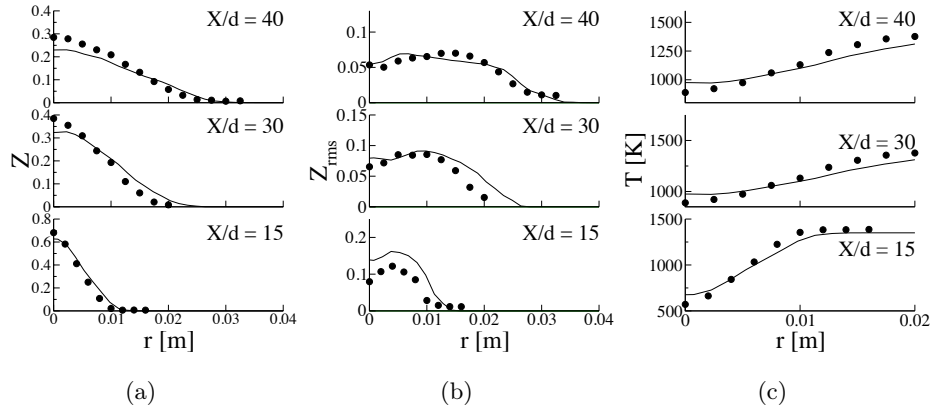 X/d = 40
0.4
0.3
0.2
0.1
0
X/d = 30
0.4
0.3
0.2
0.1
0
Z
X/d = 15
0.8
0.6
0.4
0.2
0
0 0.01 0.02 0.03 0.04
r [m]
(a)
X/d = 40
0.1
0.05
0
X/d = 30
0.15
0.1
0.05
0
Zrms
X/d = 15
0.2
0.1
0
0 0.01 0.02 0.03 0.04
r [m]
(b)
X/d = 40
1500
1250
1000
X/d = 30
1500
1250
1000
T [K]
X/d = 15
1500
1000
500
0 0.01 0.02
r [m]
(c)